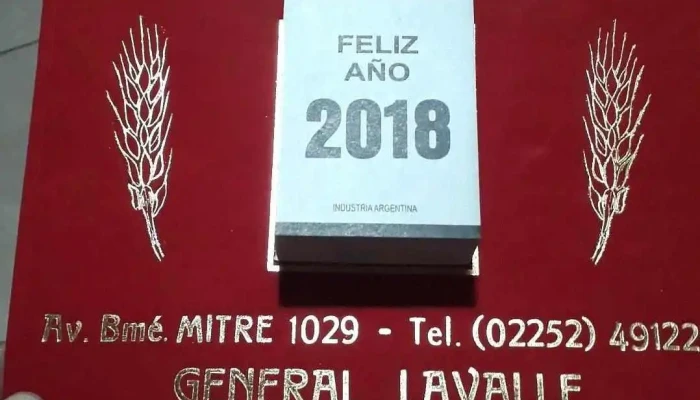 FELIZ
AÑO
2018
INDUSTRIA ARGENTINA
Av. Bmé. MITRE 1029 - Tel. (02252) 49122
GENERAL LAVALLE